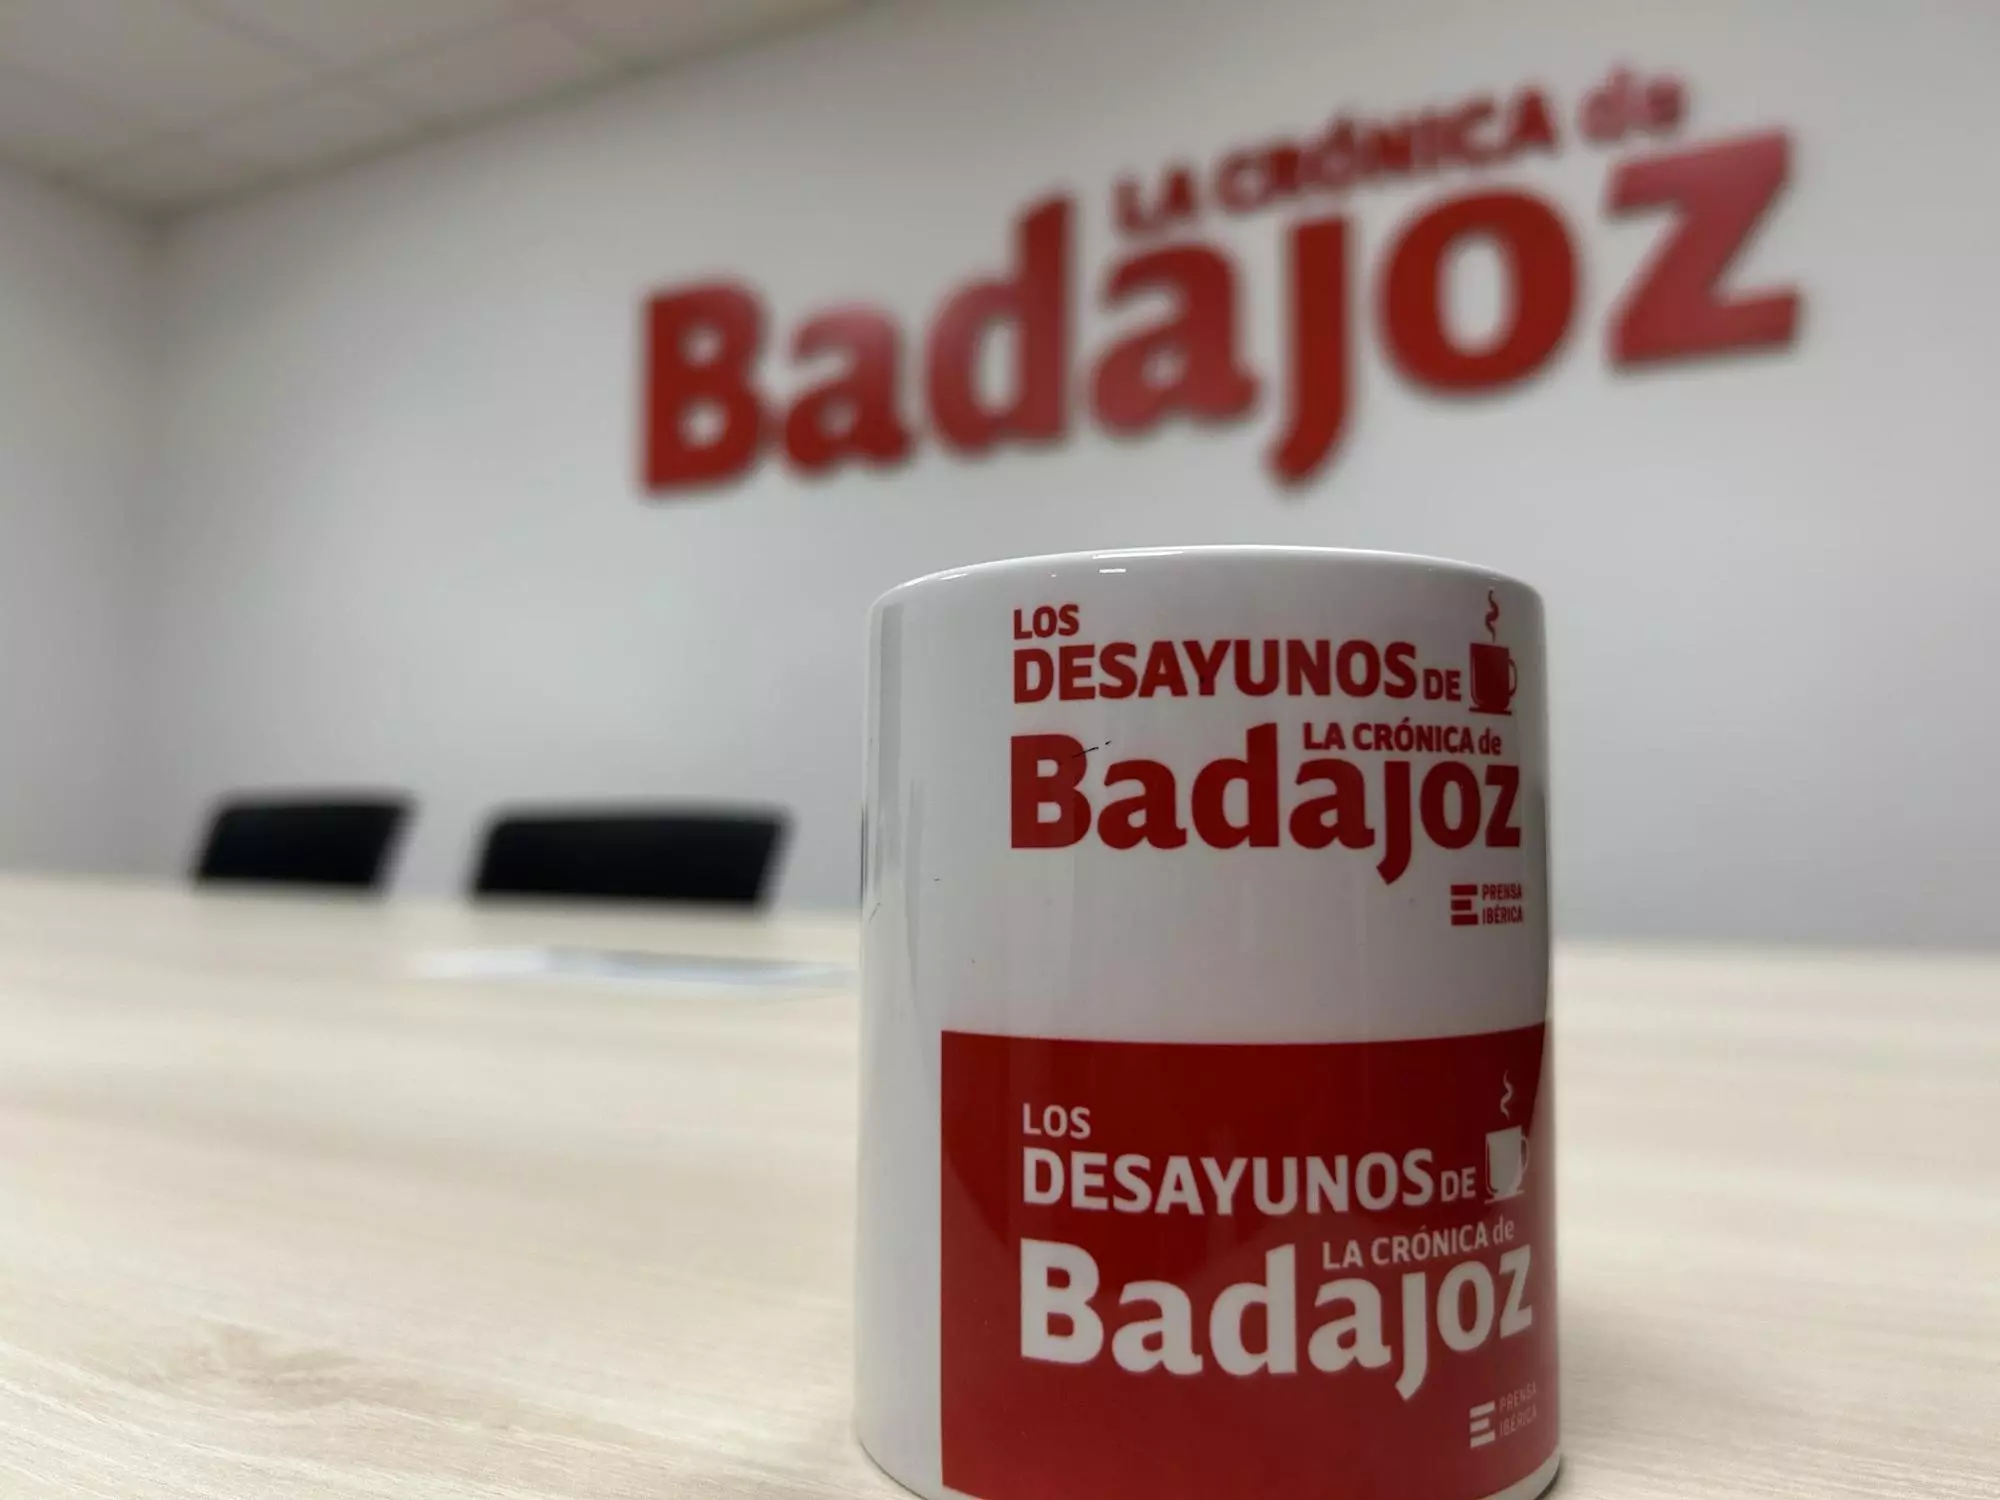 LA CRÓNICA de
Badajoz
LOS
DESAYUNOS DE
LA CRÓNICA de
Badajoz
PRENSA
IBÉRICA
LOS
DESAYUNOS DE
LA CRÓNICA de
Badajoz
PRENSA
IBÉRICA